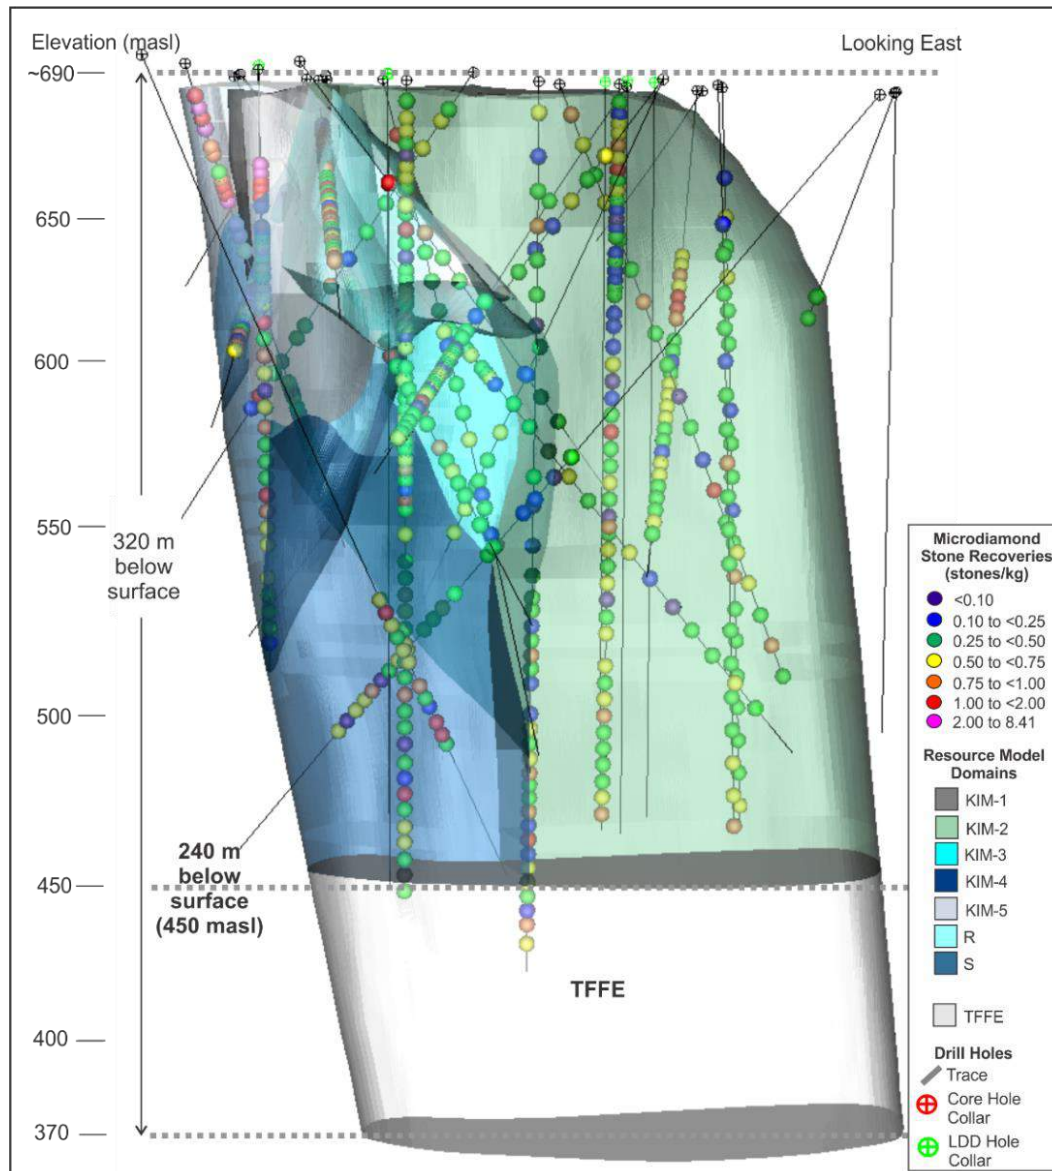 Elevation (masl)
Looking East
~690
650
600
550
320 m
below
surface
500
240 m
below
surface
(450 masl)
450
TFFE
400
370
Microdiamond
Stone Recoveries
(stones/kg)
<0.10
0.10 to <0.25
0.25 to <0.50
0.50 to <0.75
0.75 to <1.00
1.00 to <2.00
2.00 to 8.41
Resource Model
Domains
KIM-1
KIM-2
KIM-3
KIM-4
KIM-5
R
S
TFFE
Drill Holes
Trace
Core Hole
Collar
LDD Hole
Collar